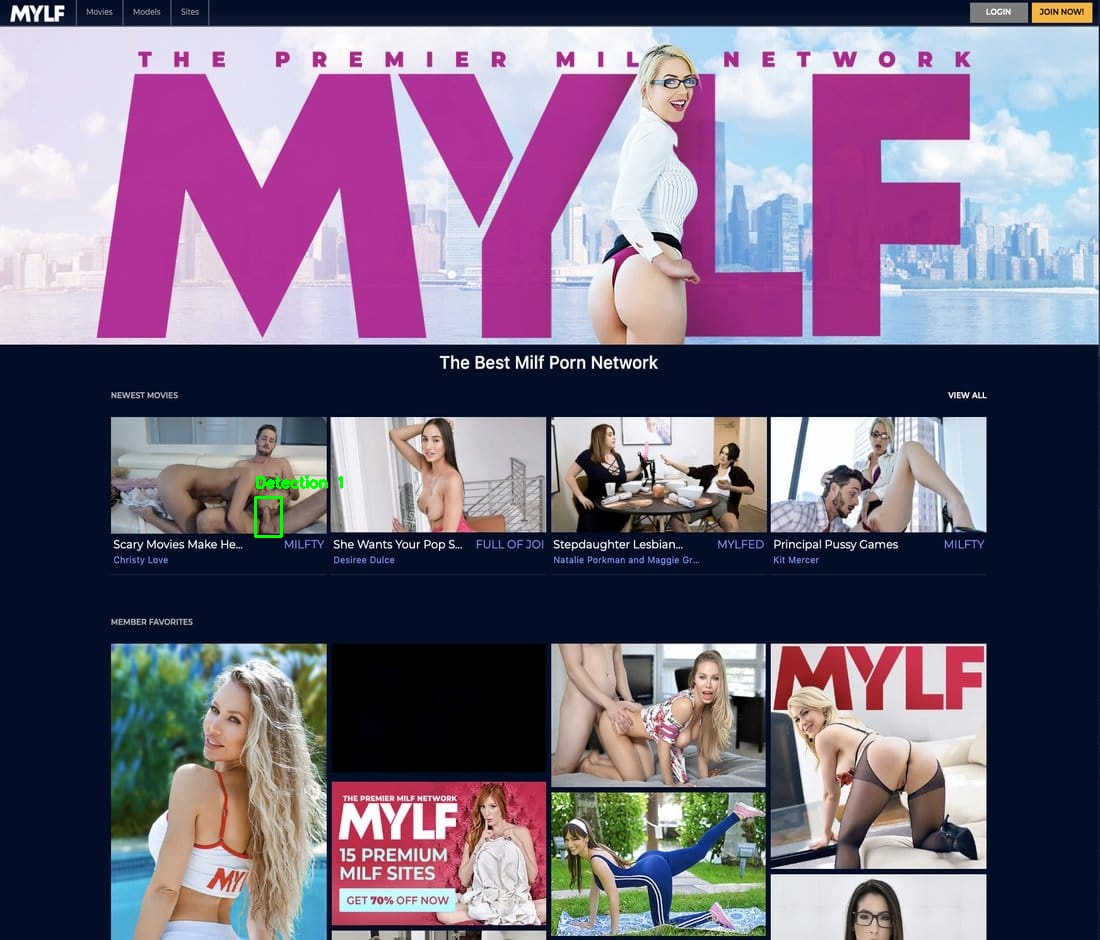 MYLF
Movies
Models
Sites
LOGIN
JOIN NOW!
THE PREMIER MILF NETWORK
MYLF
The Best Milf Porn Network
NEWEST MOVIES
VIEW ALL
Detection 1
Scary Movies Make He...
MILFTY
Christy Love
She Wants Your Pop S...
FULL OF JOI
Desiree Dulce
Stepdaughter Lesbian...
MYLFED
Natalie Porkman and Maggie Gr...
Principal Pussy Games
MILFTY
Kit Mercer
MEMBER FAVORITES
THE PREMIER MILF NETWORK
MYLF
15 PREMIUM
MILF SITES
GET 70% OFF NOW
MYLF